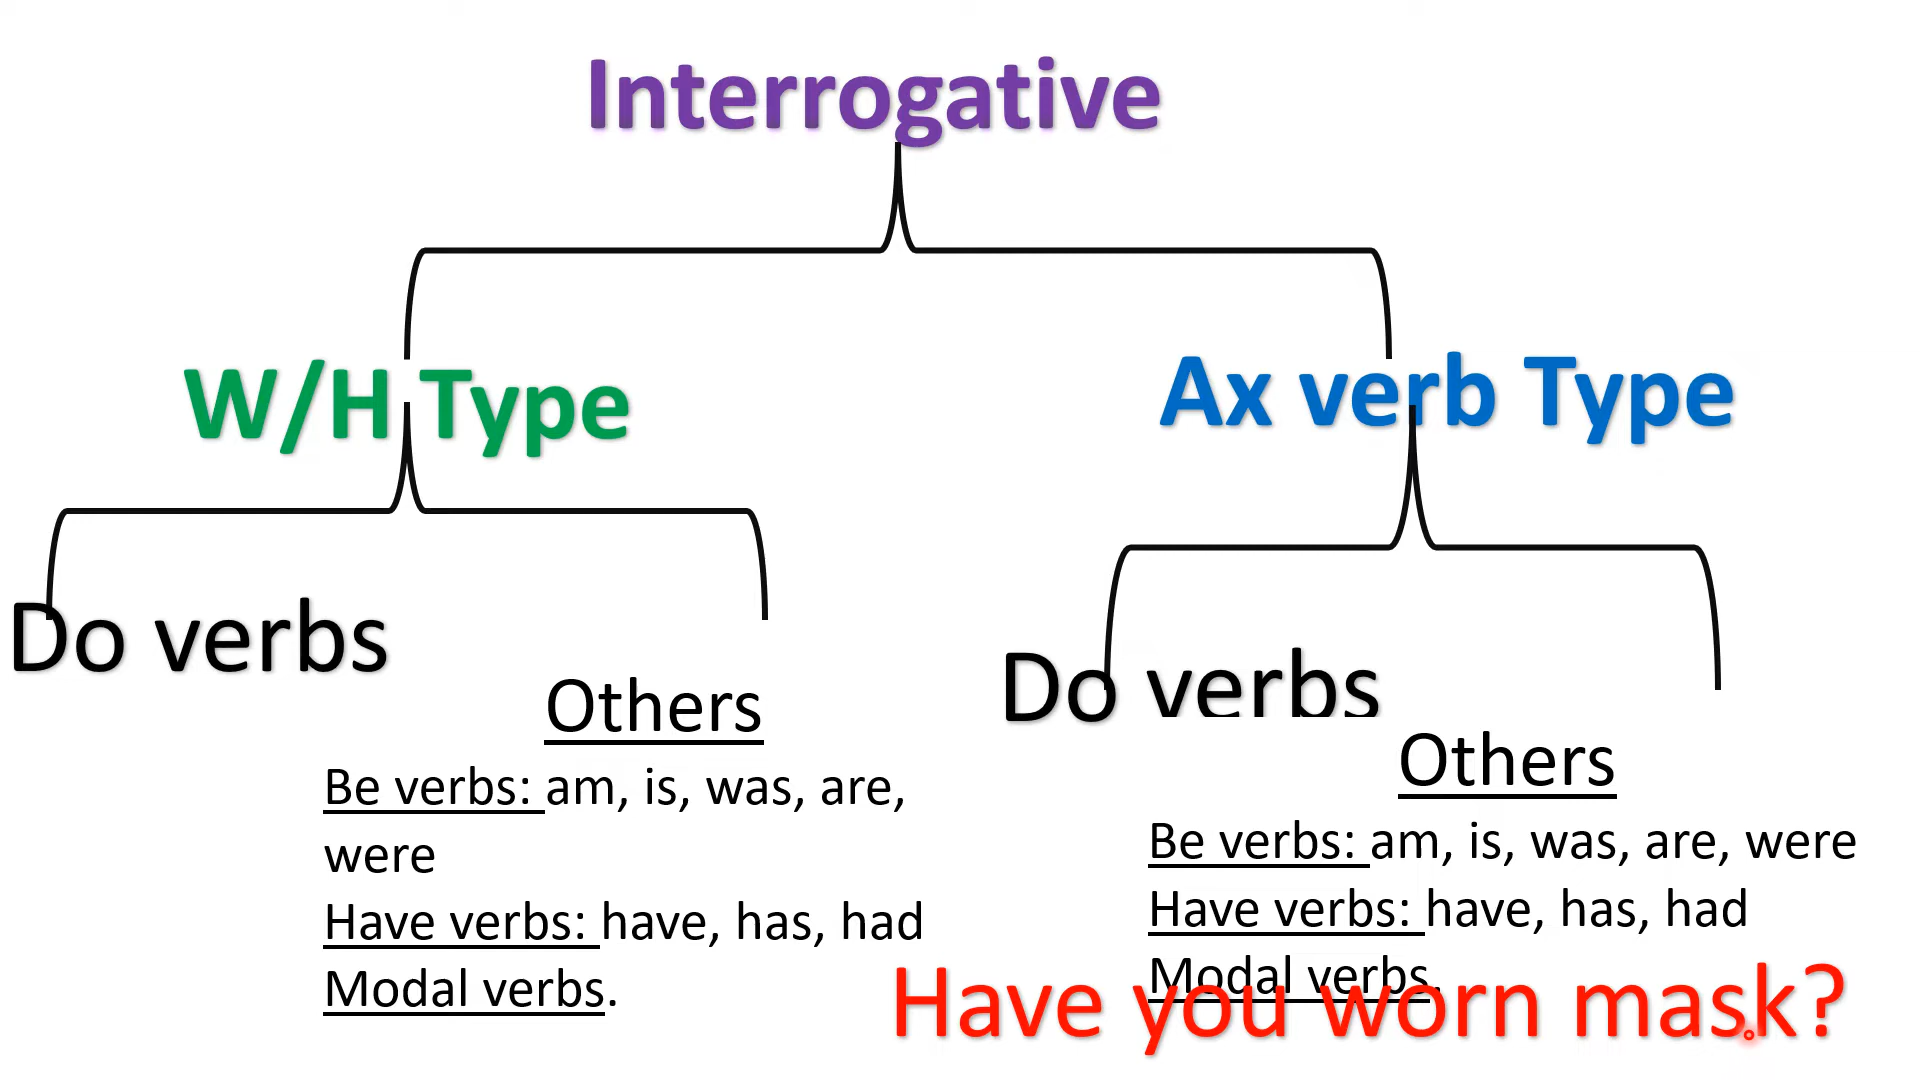 Interrogative
W/H Type
Ax verb Type
Do verbs
Others
Be verbs: am, is, was, are,
were
Have verbs: have, has, had
Modal verbs.
Do verbs
Others
Be verbs: am, is, was, are, were
Have verbs: have, has, had
Modal verbs.
Have you worn mask?